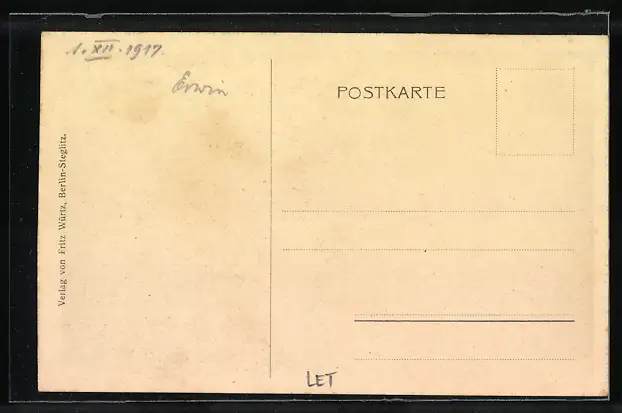 1. XII. 1917.
Erwin
POSTKARTE
Verlag von Fritz Würtz, Berlin-Steglitz.
LET